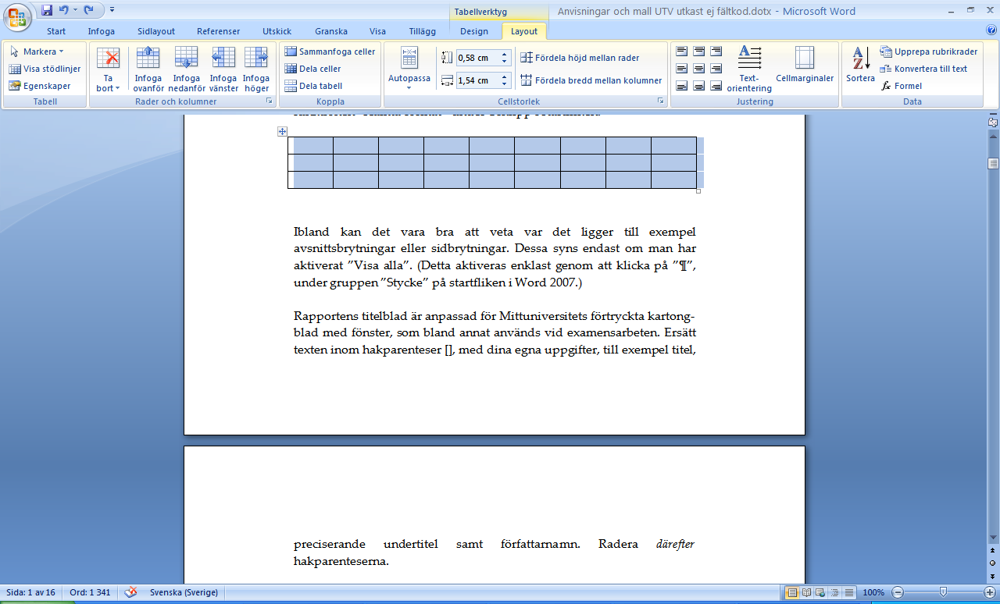 Tabellverktyg
Anvisningar och mall UTV utkast ej fältkod.dotx - Microsoft Word
Start Infoga Sidlayout Referenser Utskick Granska Visa Tillägg Design Layout
Markera
Visa stödlinjer
Egenskaper
Tabell
Ta bort
Infoga ovanför
Infoga nedanför
Infoga vänster
Infoga höger
Rader och kolumner
Sammanfoga celler
Dela celler
Dela tabell
Koppla
Autopassa
0,58 cm
1,54 cm
Fördela höjd mellan rader
Fördela bredd mellan kolumner
Cellstorlek
Text-
orientering
Cellmarginaler
Justering
A
Z
Sortera
Upprepa rubrikrader
Konvertera till text
fx Formel
Data
Ibland kan det vara bra att veta var det ligger till exempel
avsnittsbrytningar eller sidbrytningar. Dessa syns endast om man har
aktiverat ”Visa alla”. (Detta aktiveras enklast genom att klicka på ”¶”,
under gruppen ”Stycke” på startfliken i Word 2007.)
Rapportens titelblad är anpassad för Mittuniversitets förtryckta kartong-
blad med fönster, som bland annat används vid examensarbeten. Ersätt
texten inom hakparenteser [], med dina egna uppgifter, till exempel titel,
preciserande undertitel samt författarnamn. Radera därefter
hakparenteserna.
Sida: 1 av 16 Ord: 1 341 Svenska (Sverige) 100%